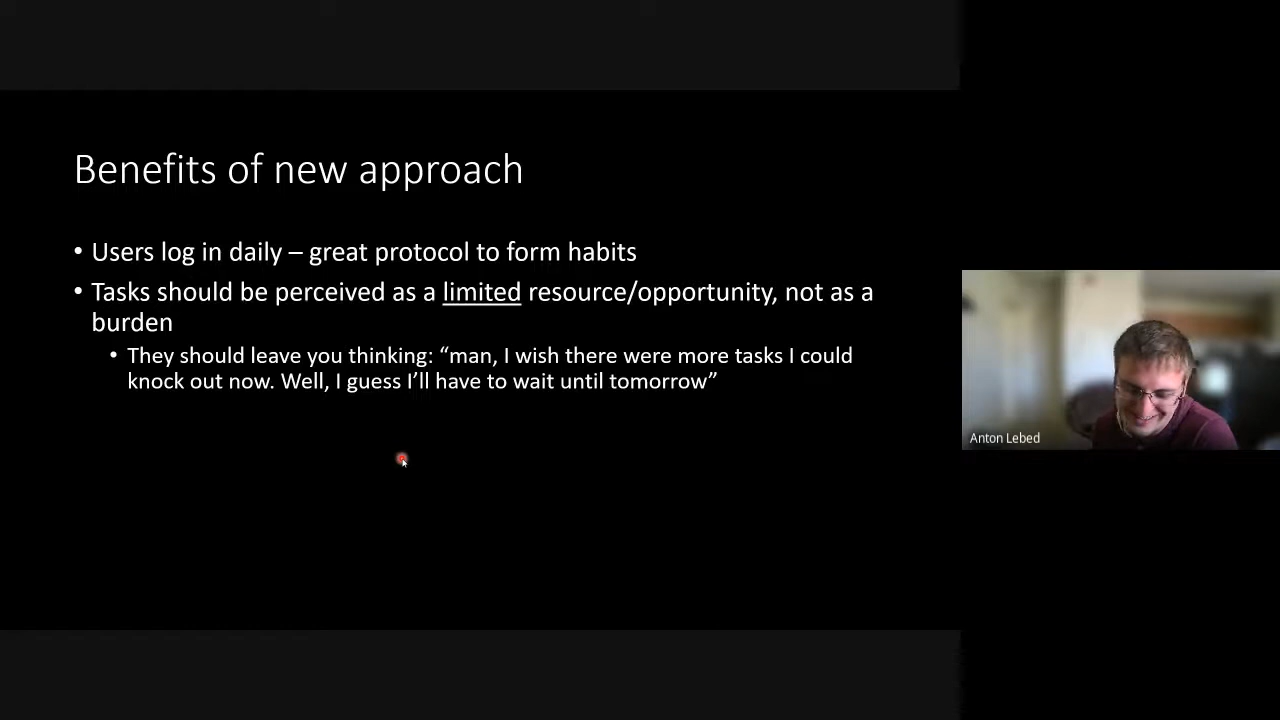 Benefits of new approach
• Users log in daily – great protocol to form habits
• Tasks should be perceived as a limited resource/opportunity, not as a
burden
• They should leave you thinking: “man, I wish there were more tasks I could
knock out now. Well, I guess I’ll have to wait until tomorrow”
Anton Lebed